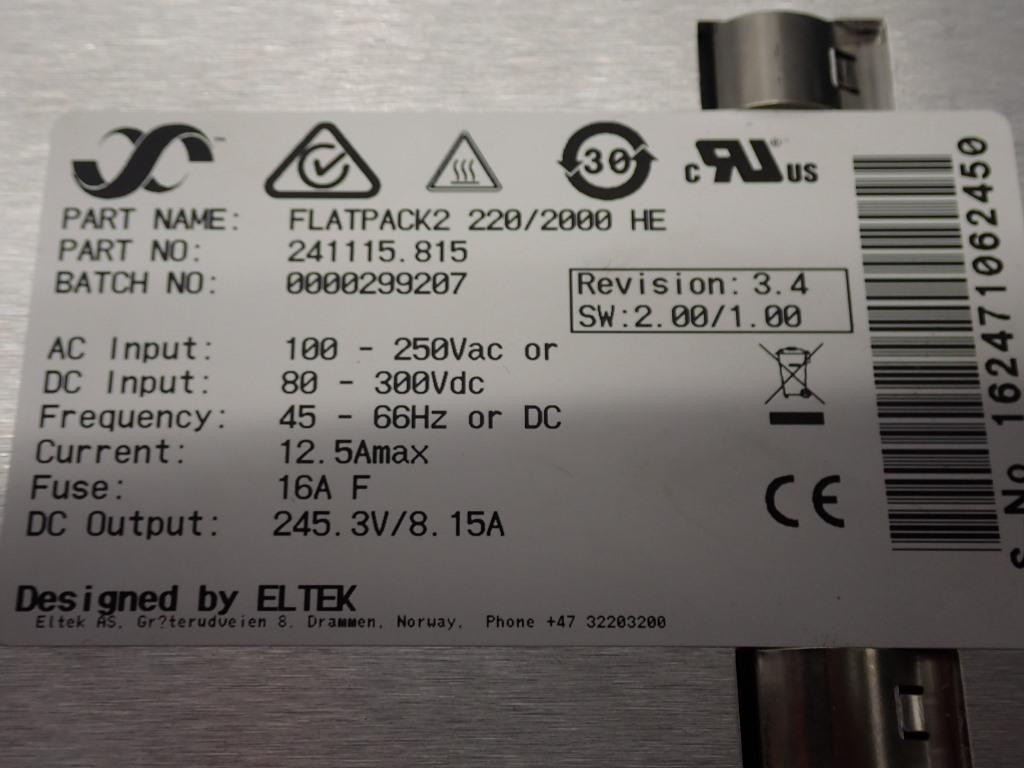 30
c RU ® US
PART NAME: FLATPACK2 220/2000 HE
PART NO: 241115.815
BATCH NO: 0000299207
Revision: 3.4
SW:2.00/1.00
AC Input: 100 - 250Vac or
DC Input: 80 - 300Vdc
Frequency: 45 - 66Hz or DC
Current: 12.5Amax
Fuse: 16A F
DC Output: 245.3V/8.15A
CE
Designed by ELTEK
Eltek AS, Gr?terudveien 8, Drammen, Norway, Phone +47 32203200
S No 162471062450